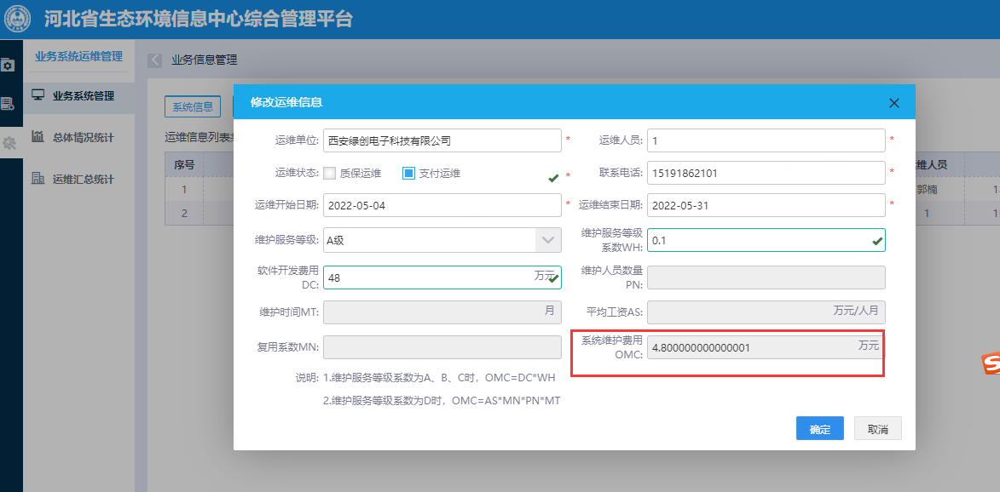 河北省生态环境信息中心综合管理平台
业务系统运维管理
业务系统管理
总体情况统计
运维汇总统计
业务信息管理
系统信息
运维信息列表
序号
1
2
维人员
郭楠
1
修改运维信息
运维单位: 西安绿创电子科技有限公司 *
运维人员: 1 *
运维状态: 质保运维 支付运维 *
联系电话: 15191862101 *
运维开始日期: 2022-05-04 *
运维结束日期: 2022-05-31 *
维护服务等级: A级
维护服务等级
系数WH: 0.1
软件开发费用
DC: 48 万元
维护人员数量
PN:
维护时间MT: 月
平均工资AS: 万元/人月
复用系数MN:
系统维护费用
OMC: 4.800000000000001 万元
说明: 1.维护服务等级系数为A、B、C时，OMC=DC*WH
2.维护服务等级系数为D时，OMC=AS*MN*PN*MT
确定
取消